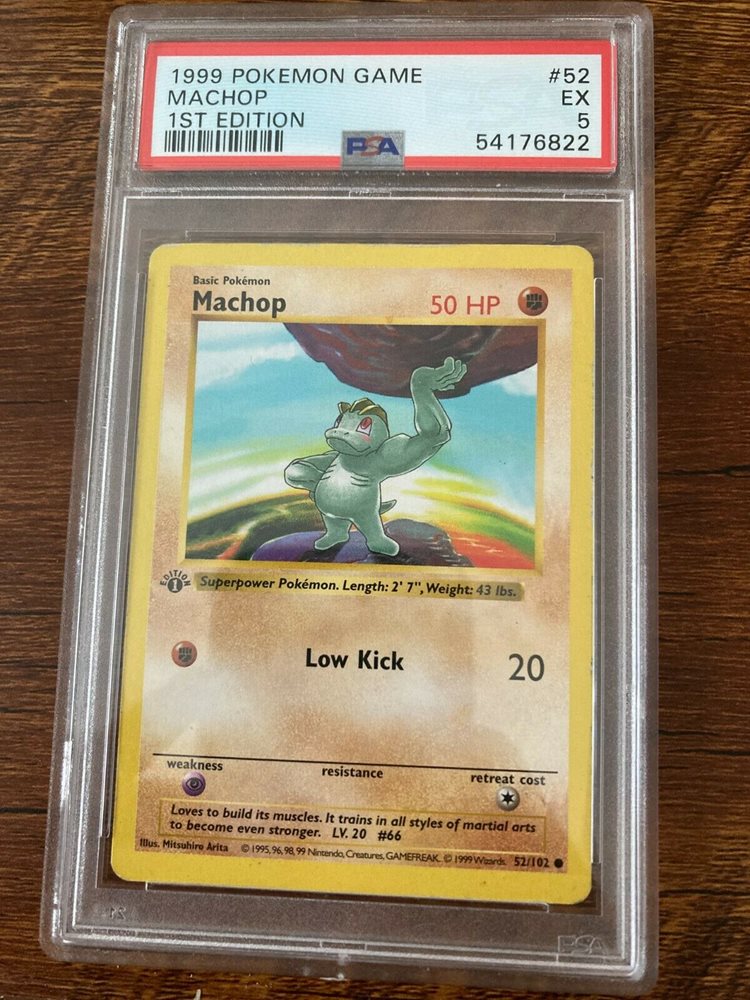 1999 POKEMON GAME #52
MACHOP EX
1ST EDITION 5
PSA 54176822
Basic Pokémon
Machop 50 HP
EDITION
1
Superpower Pokémon. Length: 2' 7", Weight: 43 lbs.
Low Kick 20
weakness resistance retreat cost
Loves to build its muscles. It trains in all styles of martial arts
to become even stronger. LV. 20 #66
Illus. Mitsuhiro Arita ©1995, 96, 98, 99 Nintendo, Creatures, GAMEFREAK. ©1999 Wizards. 52/102
PSA